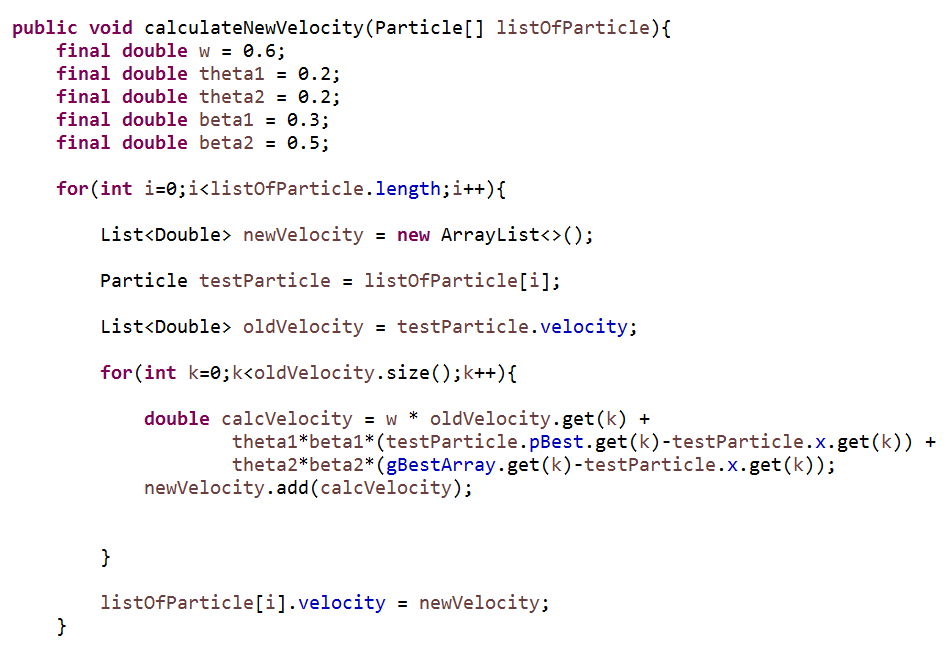 public void calculateNewVelocity(Particle[] listOfParticle){
    final double w = 0.6;
    final double theta1 = 0.2;
    final double theta2 = 0.2;
    final double beta1 = 0.3;
    final double beta2 = 0.5;
    for(int i=0;i<listOfParticle.length;i++){
        List<Double> newVelocity = new ArrayList<>();
        Particle testParticle = listOfParticle[i];
        List<Double> oldVelocity = testParticle.velocity;
        for(int k=0;k<oldVelocity.size();k++){
            double calcVelocity = w * oldVelocity.get(k) +
                    theta1*beta1*(testParticle.pBest.get(k)-testParticle.x.get(k)) +
                    theta2*beta2*(gBestArray.get(k)-testParticle.x.get(k));
            newVelocity.add(calcVelocity);
        }
        listOfParticle[i].velocity = newVelocity;
    }